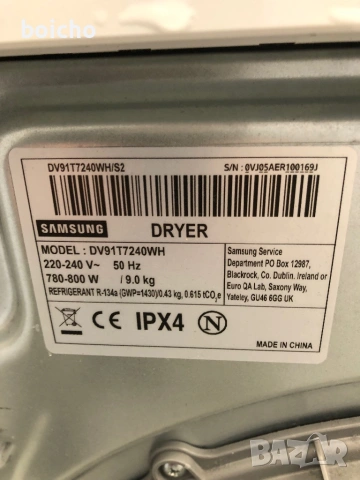 boicho
DV91T7240WH/S2
S/N : 0VJ05AER100169J
SAMSUNG
DRYER
MODEL : DV91T7240WH
220-240 V~ 50 Hz
780-800 W / 9.0 kg
REFRIGERANT R-134a (GWP=1430)/0.43 kg, 0.615 tCO₂e
Samsung Service
Department PO Box 12987,
Blackrock, Co. Dublin. Ireland or
Euro QA Lab, Saxony Way,
Yateley, GU46 6GG UK
CE IPX4 N
MADE IN CHINA
BAZAR